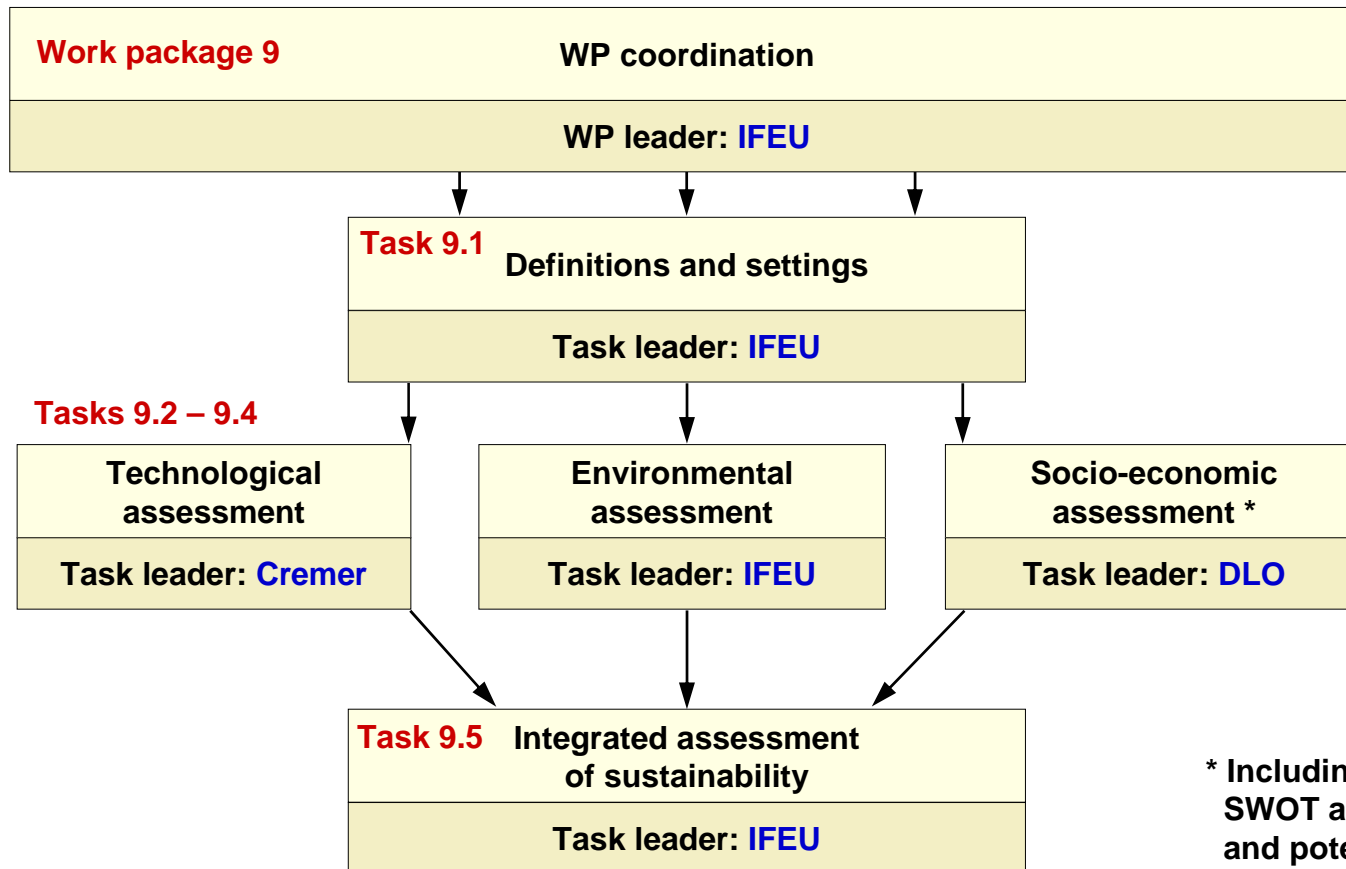 Work package 9
WP coordination
WP leader: IFEU
Task 9.1
Definitions and settings
Task leader: IFEU
Tasks 9.2 – 9.4
Technological
assessment
Task leader: Cremer
Environmental
assessment
Task leader: IFEU
Socio-economic
assessment *
Task leader: DLO
Task 9.5
Integrated assessment
of sustainability
Task leader: IFEU
*
SWOT
and